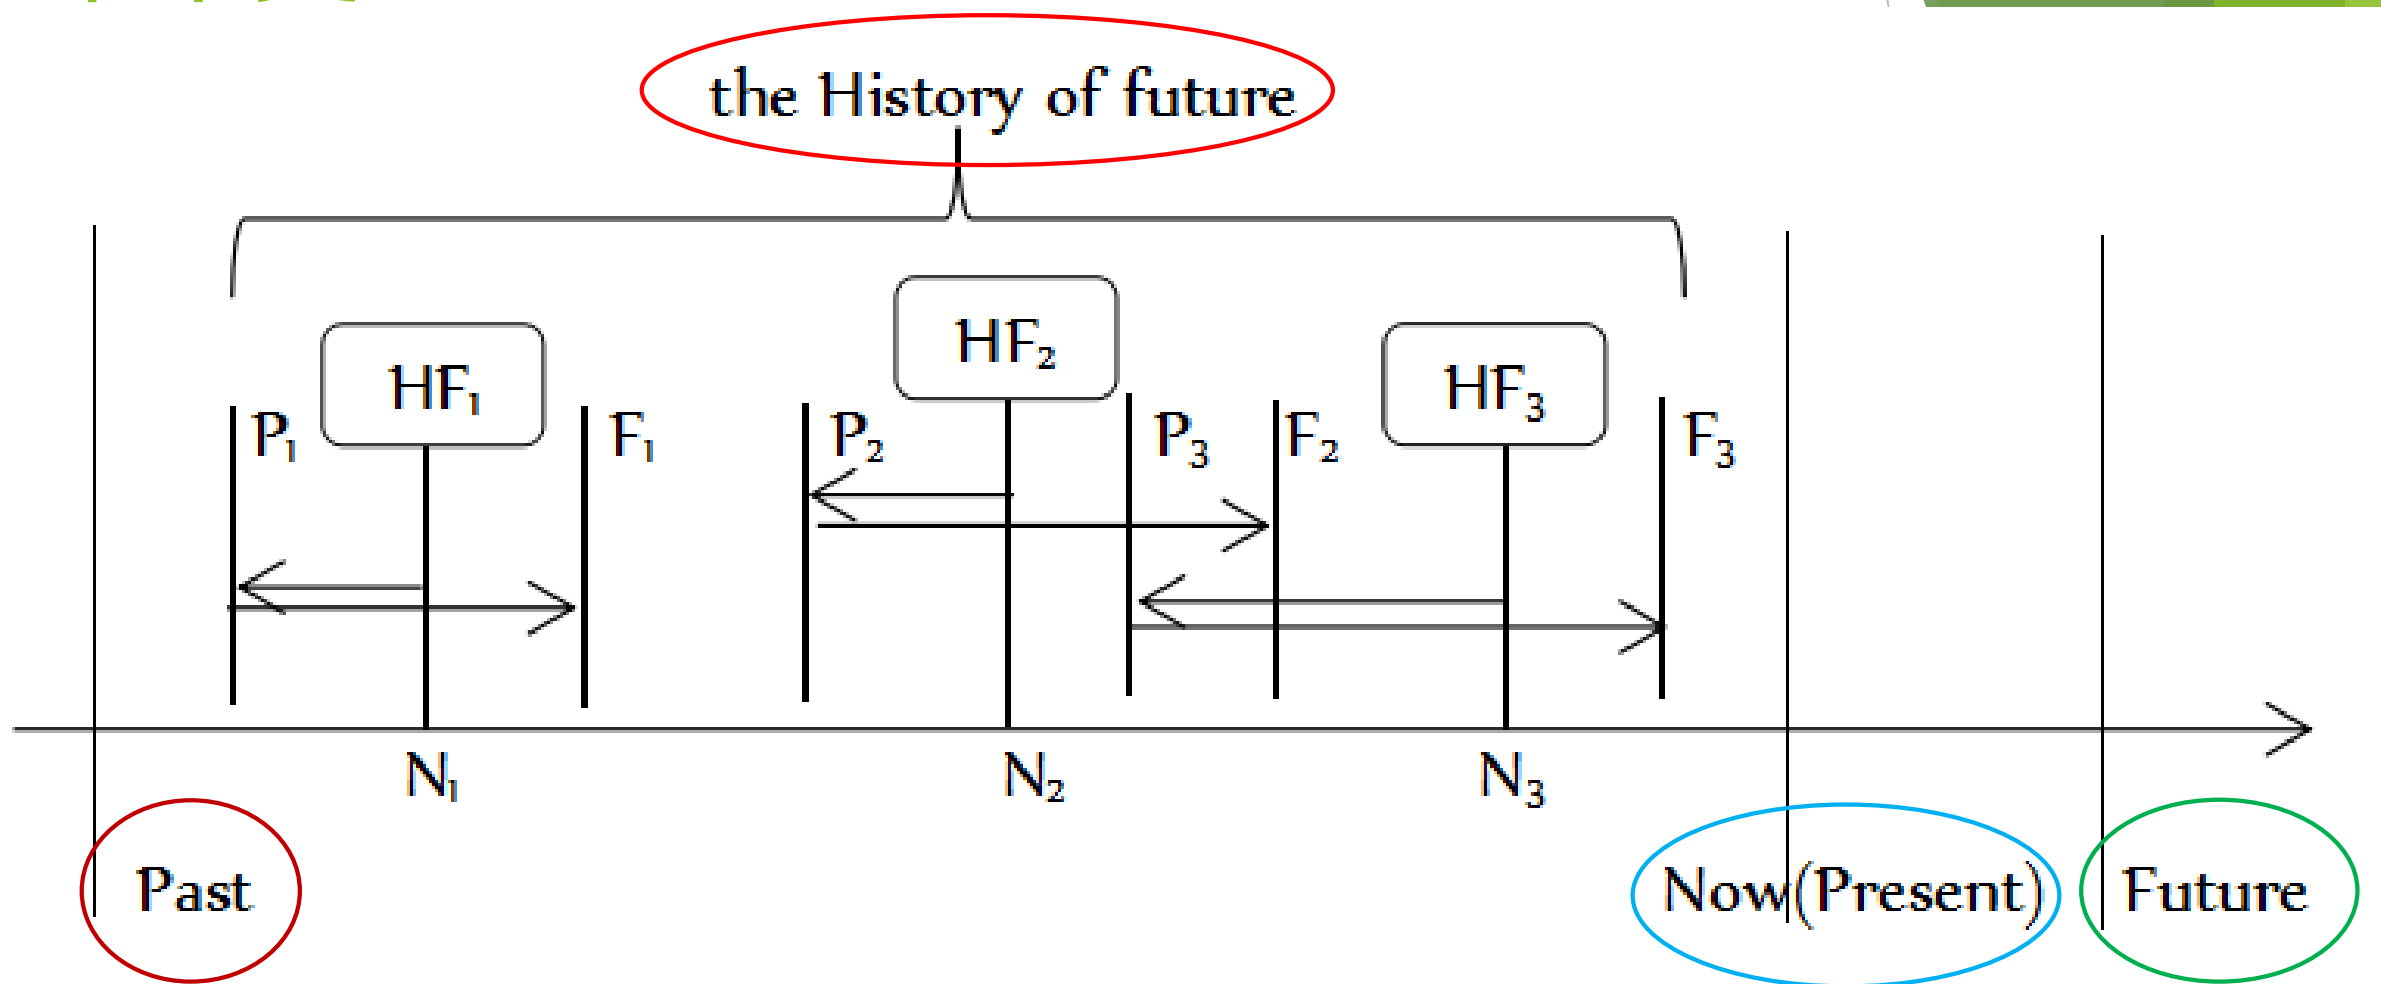 the History of future
HF₁
HF₂
HF₃
P₁
F₁
P₂
P₃
F₂
F₃
N₁
N₂
N₃
Past
Now(Present)
Future